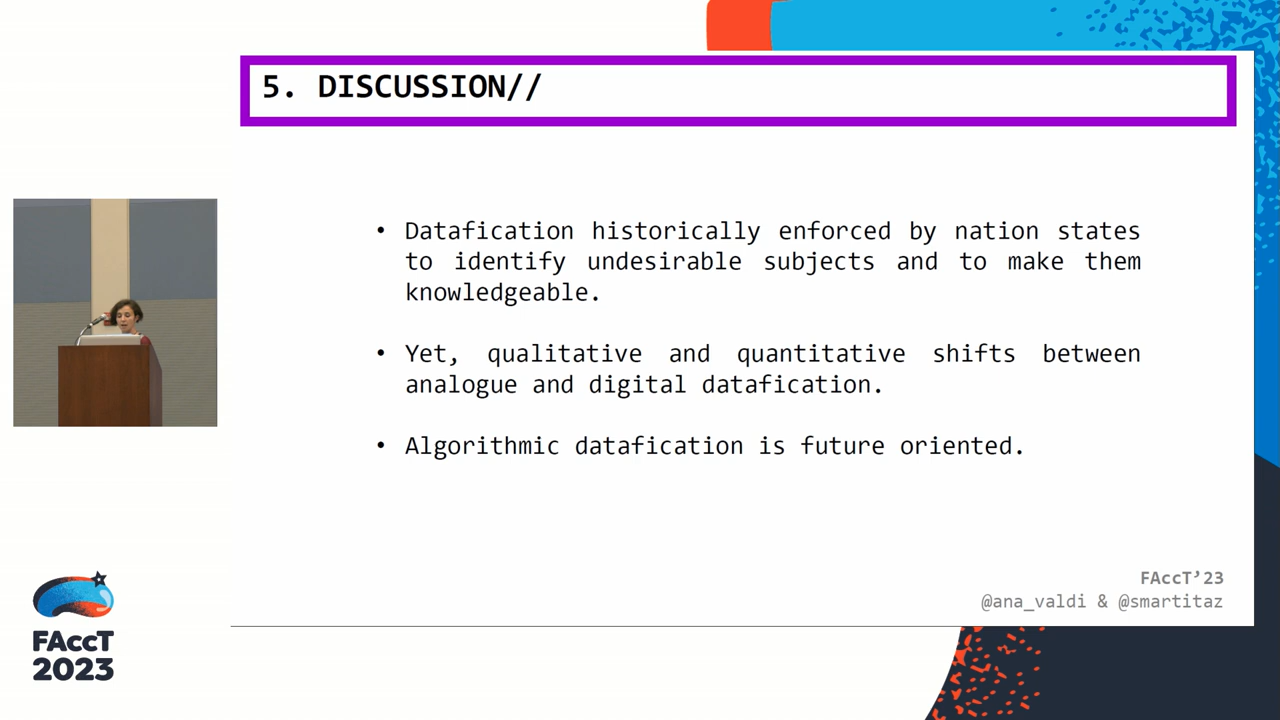 5. DISCUSSION//
• Datafication historically enforced by nation states
to identify undesirable subjects and to make them
knowledgeable.
• Yet, qualitative and quantitative shifts between
analogue and digital datafication.
• Algorithmic datafication is future oriented.
FAccT’23
@ana_valdi & @smartitaz
FAccT
2023